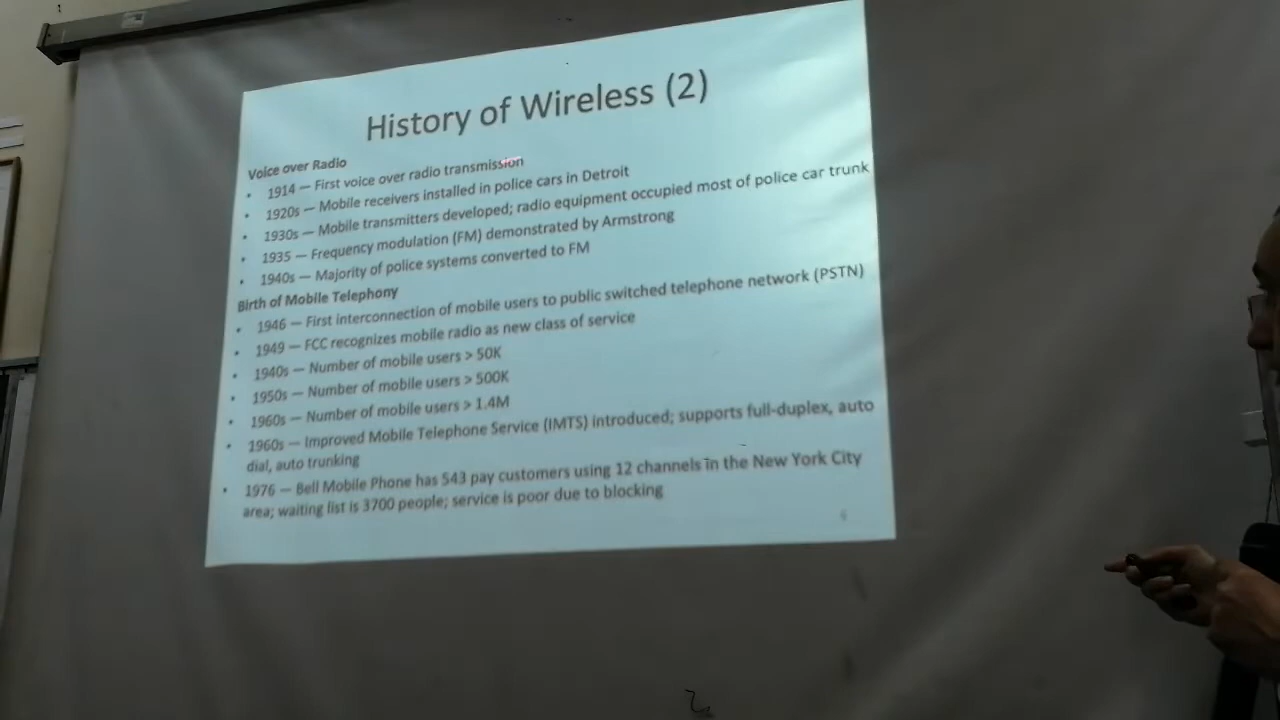 History of Wireless (2)
Voice over Radio
• 1914 — First voice over radio transmission
• 1920s — Mobile receivers installed in police cars in Detroit
• 1930s — Mobile transmitters developed; radio equipment occupied most of police car trunk
• 1935 — Frequency modulation (FM) demonstrated by Armstrong
• 1940s — Majority of police systems converted to FM
Birth of Mobile Telephony
• 1946 — First interconnection of mobile users to public switched telephone network (PSTN)
• 1949 — FCC recognizes mobile radio as new class of service
• 1940s — Number of mobile users > 50K
• 1950s — Number of mobile users > 500K
• 1960s — Number of mobile users > 1.4M
• 1960s — Improved Mobile Telephone Service (IMTS) introduced; supports full-duplex, auto
dial, auto trunking
• 1976 — Bell Mobile Phone has 543 pay customers using 12 channels in the New York City
area; waiting list is 3700 people; service is poor due to blocking